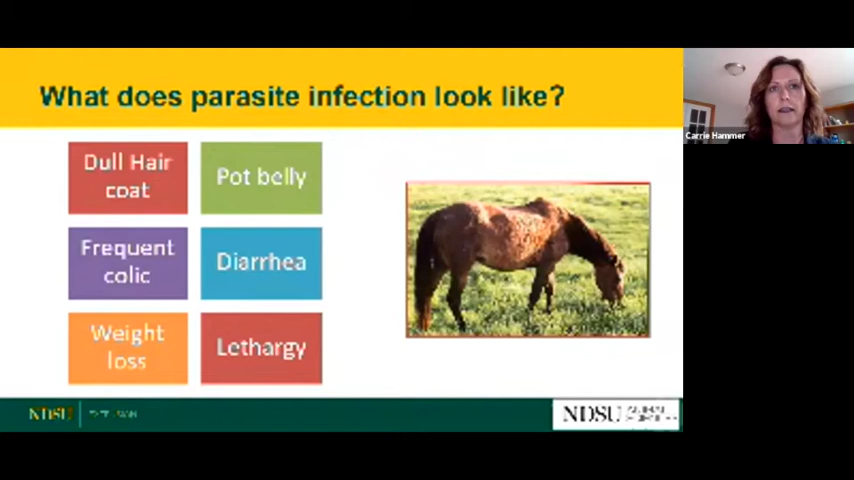 What does parasite infection look like?
Carrie Hammer
Dull Hair
coat
Pot belly
Frequent
colic
Diarrhea
Weight
loss
Lethargy
NDSU
NDSU